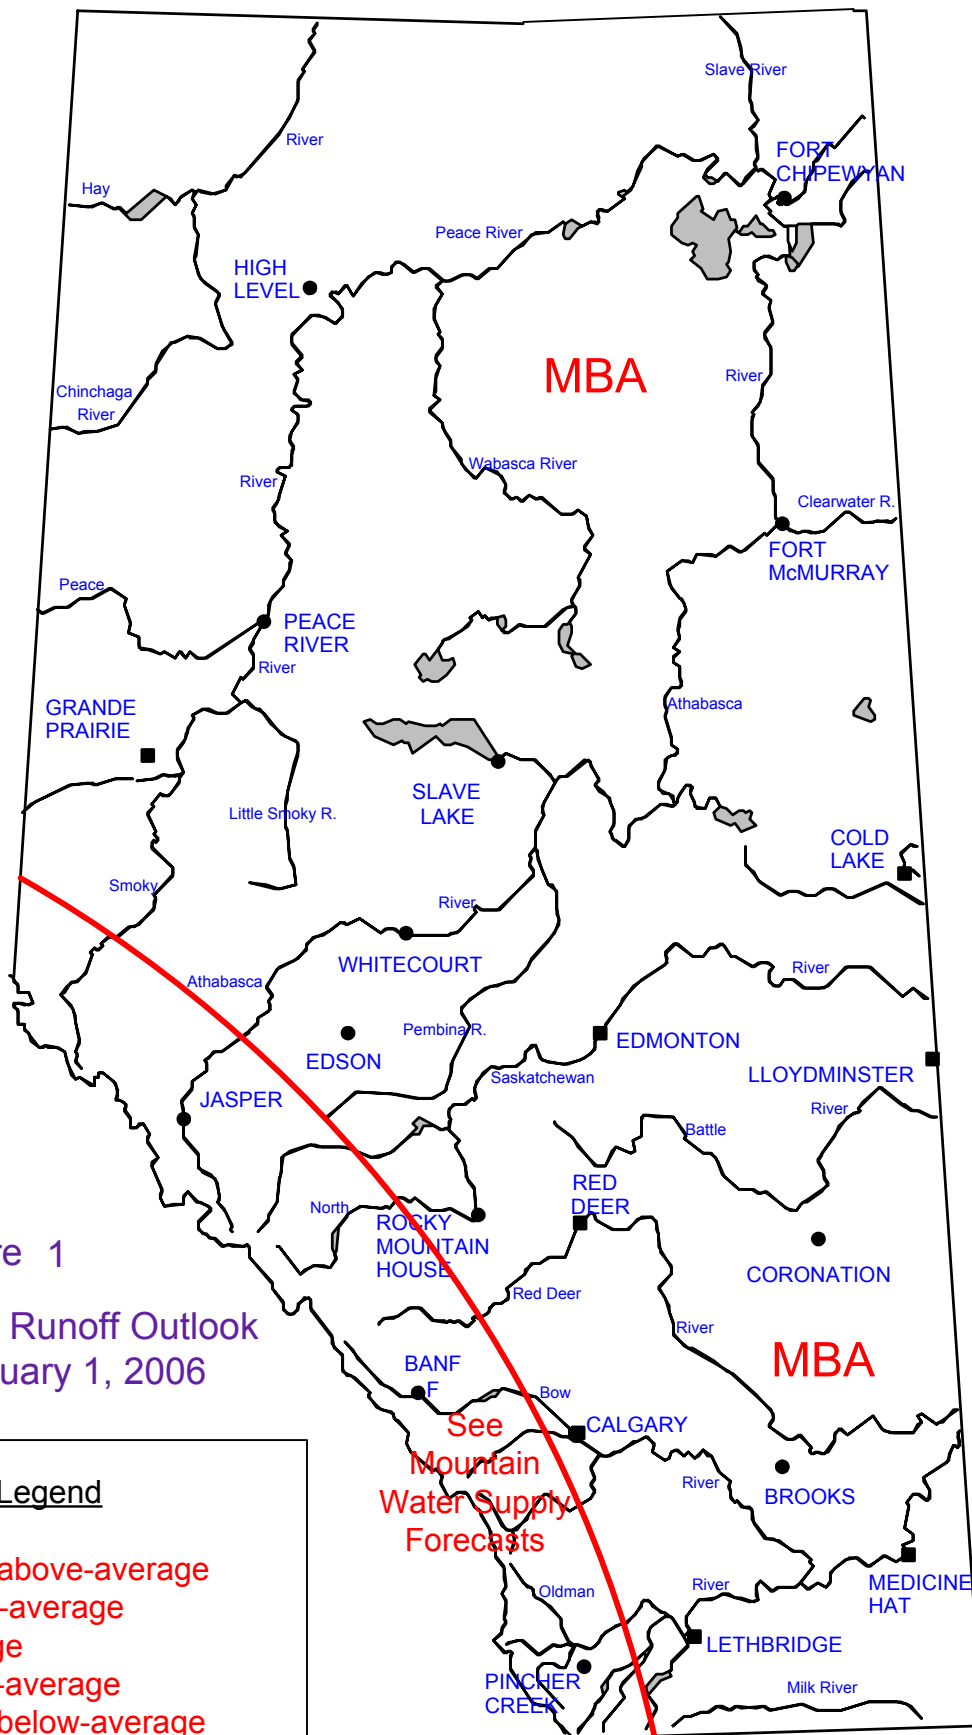 Slave River
River
FORT
CHIPEWYAN
Hay
Peace River
HIGH
LEVEL
MBA
River
Chinchaga
River
Wabasca River
River
Clearwater R.
FORT
McMURRAY
Peace
PEACE
RIVER
River
GRANDE
PRAIRIE
Athabasca
SLAVE
LAKE
Little Smoky R.
COLD
LAKE
Smoky
River
WHITECOURT
River
Athabasca
Pembina R.
EDMONTON
EDSON
Saskatchewan
LLOYDMINSTER
JASPER
River
Battle
RED
DEER
North
ROCKY
MOUNTAIN
HOUSE
re 1
CORONATION
Red Deer
Runoff Outlook
River
uary 1, 2006
MBA
BANF
F
Bow
CALGARY
See
Mountain
Water Supply
Forecasts
River
BROOKS
Legend
above-average
-average
ge
-average
below-average
MEDICINE
HAT
Oldman
River
LETHBRIDGE
PINCHER
CREEK
Milk River